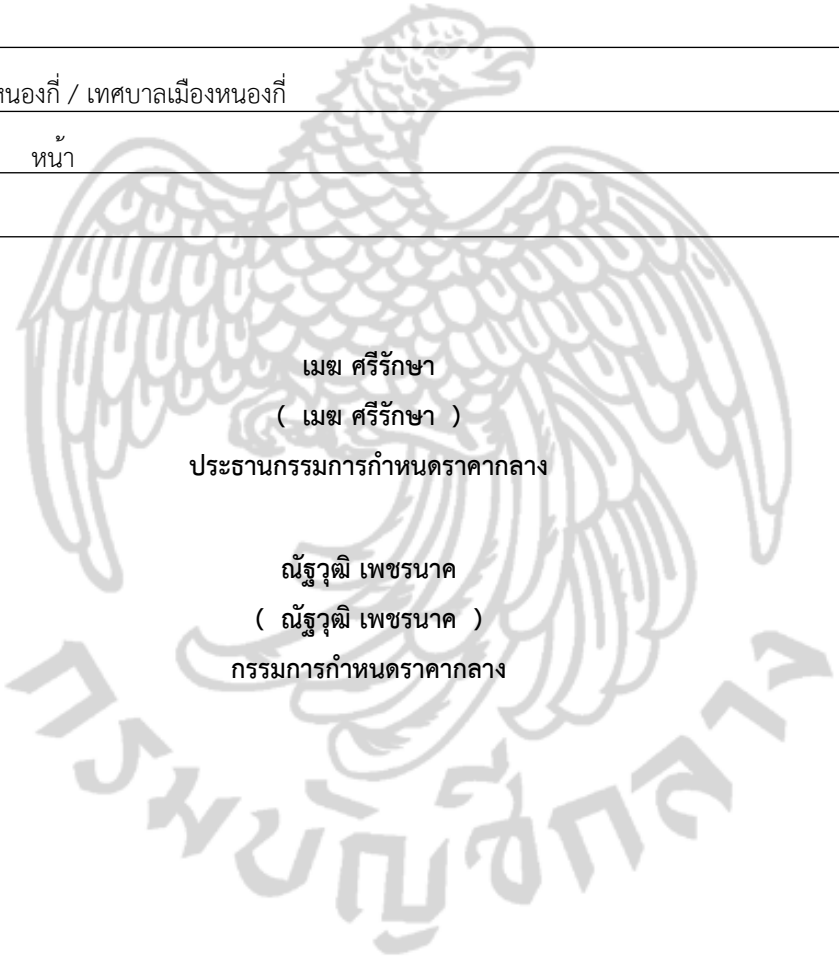 หนองกี่ / เทศบาลเมืองหนองกี่
หน้า
เมฆ ศรีรักษา
( เมฆ ศรีรักษา )
ประธานกรรมการกำหนดราคากลาง
ณัฐวุฒิ เพชรนาค
( ณัฐวุฒิ เพชรนาค )
กรรมการกำหนดราคากลาง
กรมบัญชีกลาง